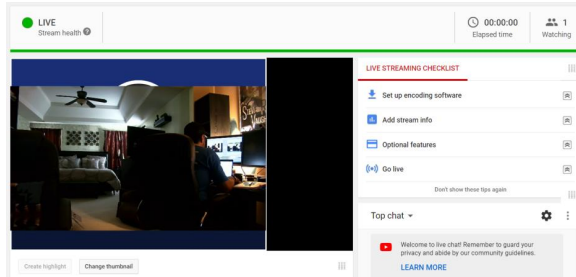 LIVE
Stream health
00:00:00
Elapsed time
1
Watching
LIVE STREAMING CHECKLIST
Set up encoding software
Add stream info
Optional features
Go live
Don't show these tips again
Top chat
Welcome to live chat! Remember to guard your
privacy and abide by our community guidelines.
LEARN MORE
Create highlight
Change thumbnail